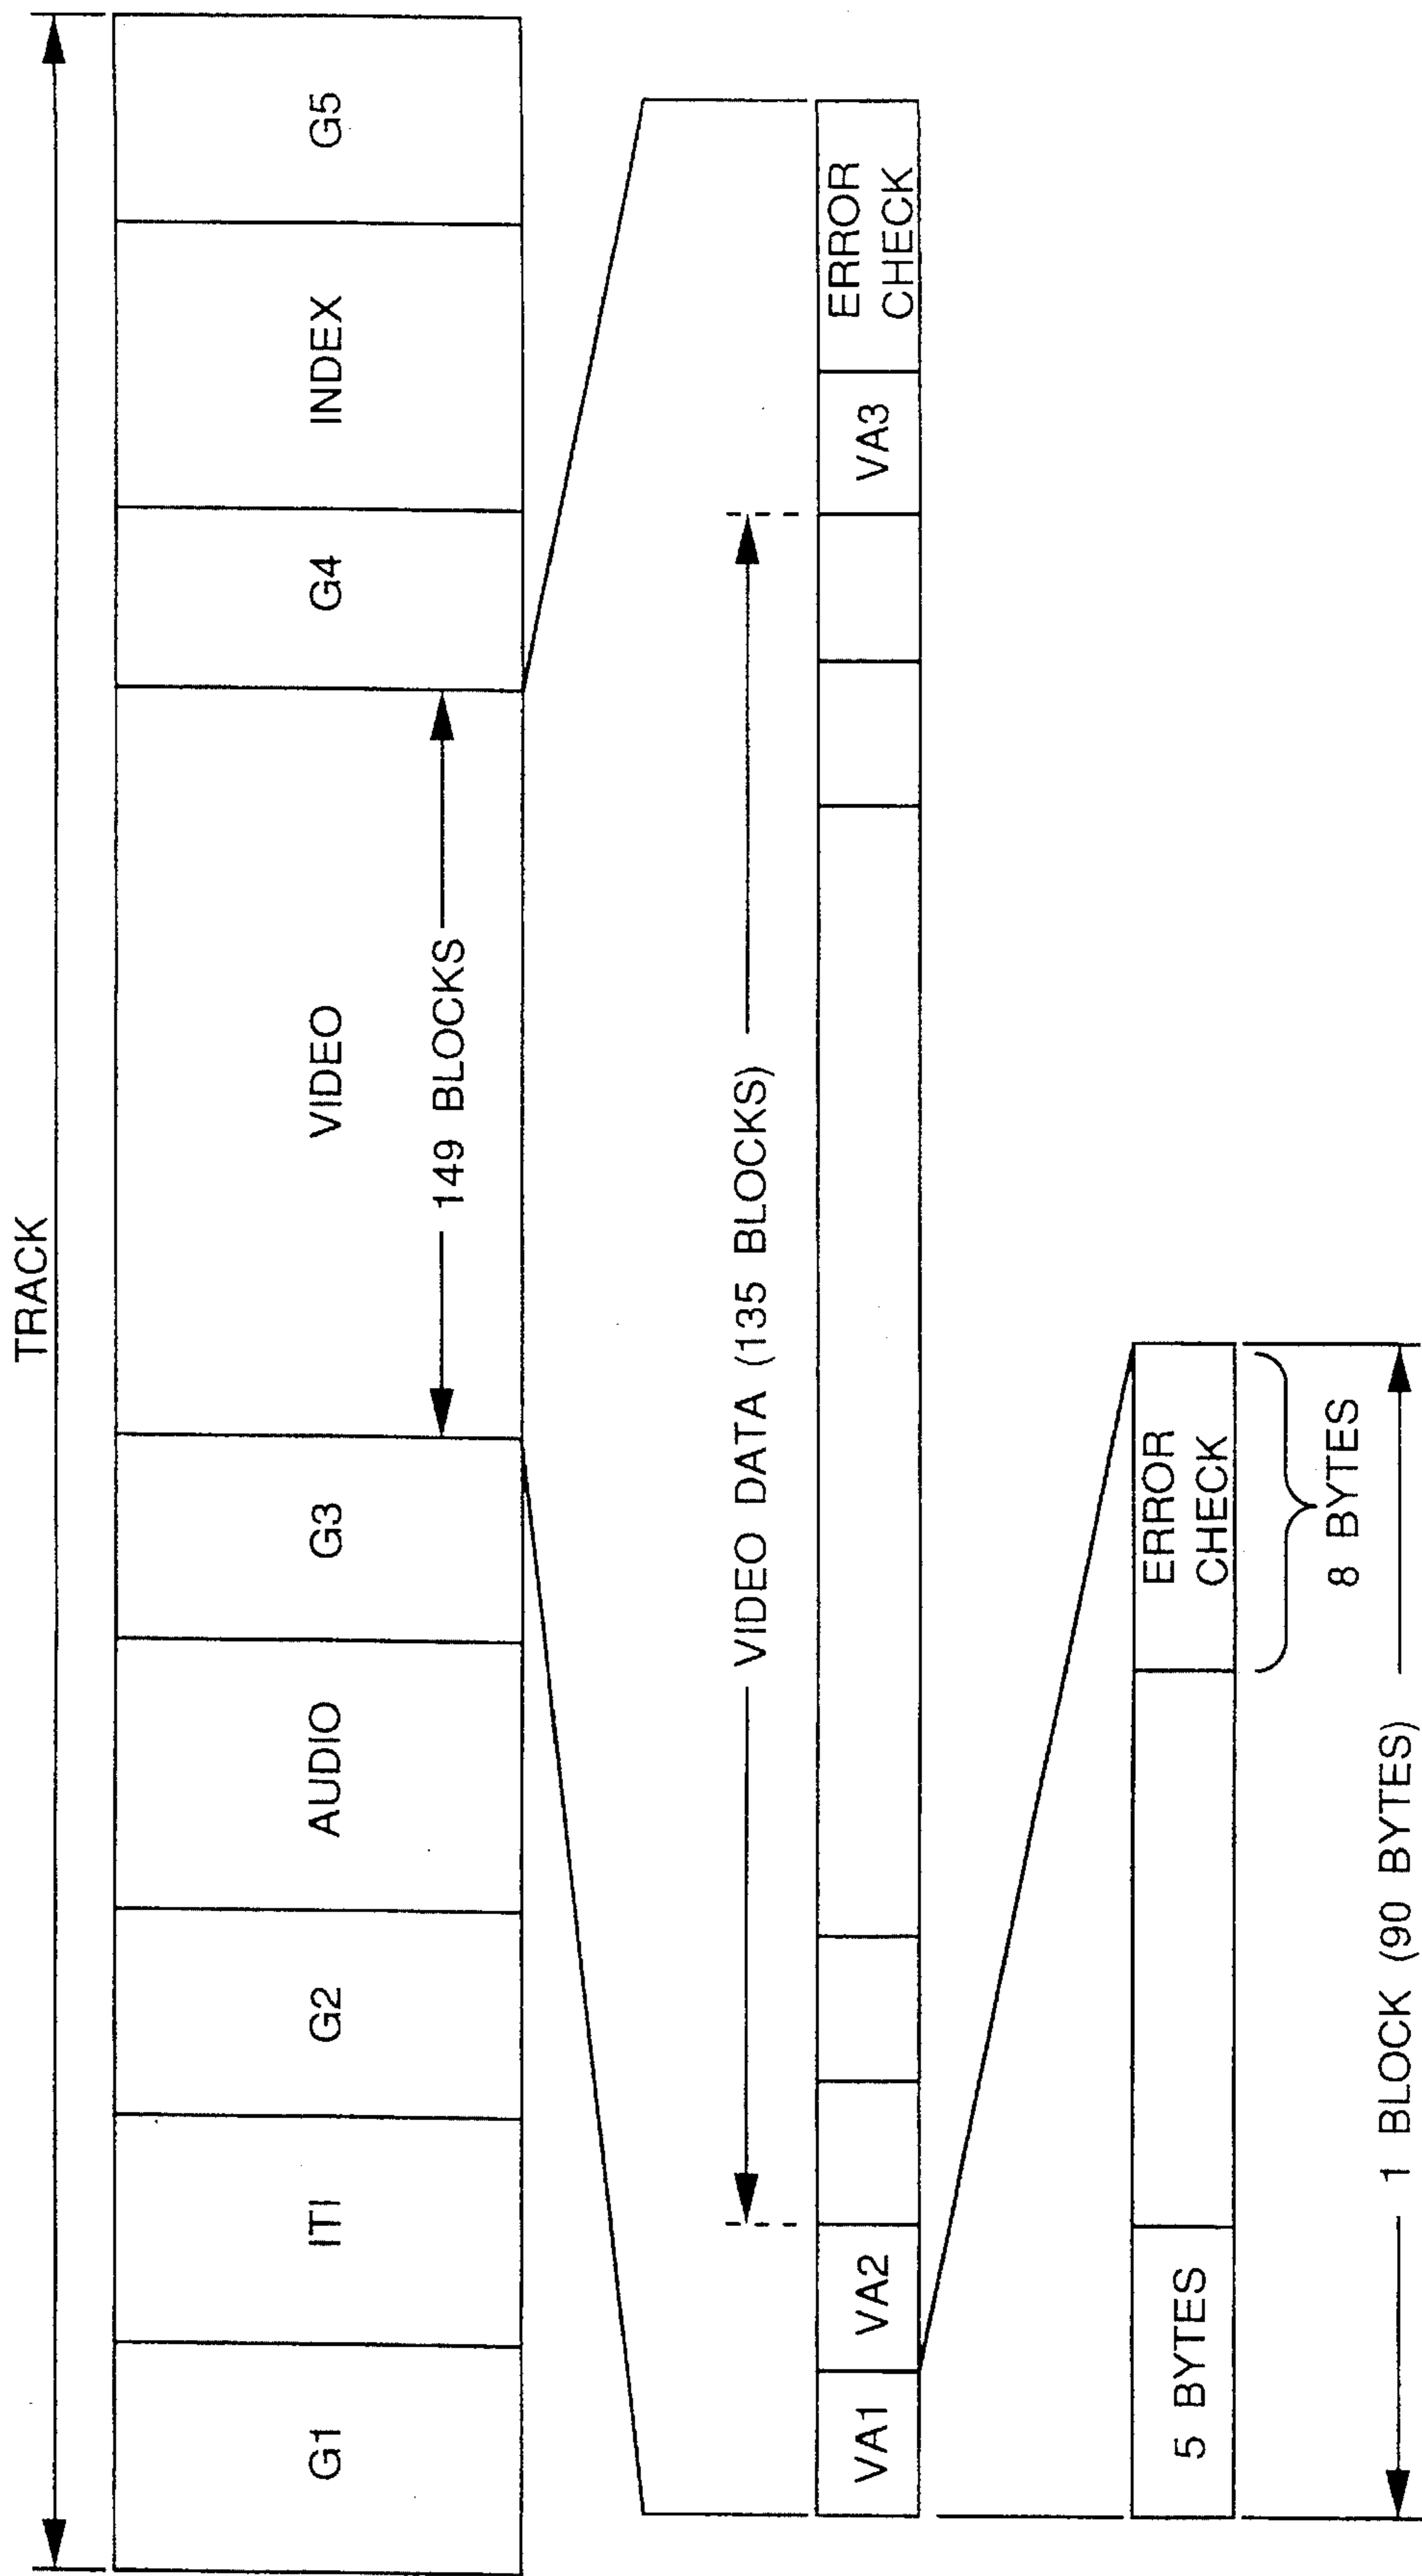 TRACK
G1
ITI
G2
AUDIO
G3
VIDEO
G4
INDEX
G5
149 BLOCKS
VIDEO DATA (135 BLOCKS)
VA1
VA2
VA3
ERROR
CHECK
5 BYTES
ERROR
CHECK
8 BYTES
1 BLOCK (90 BYTES)